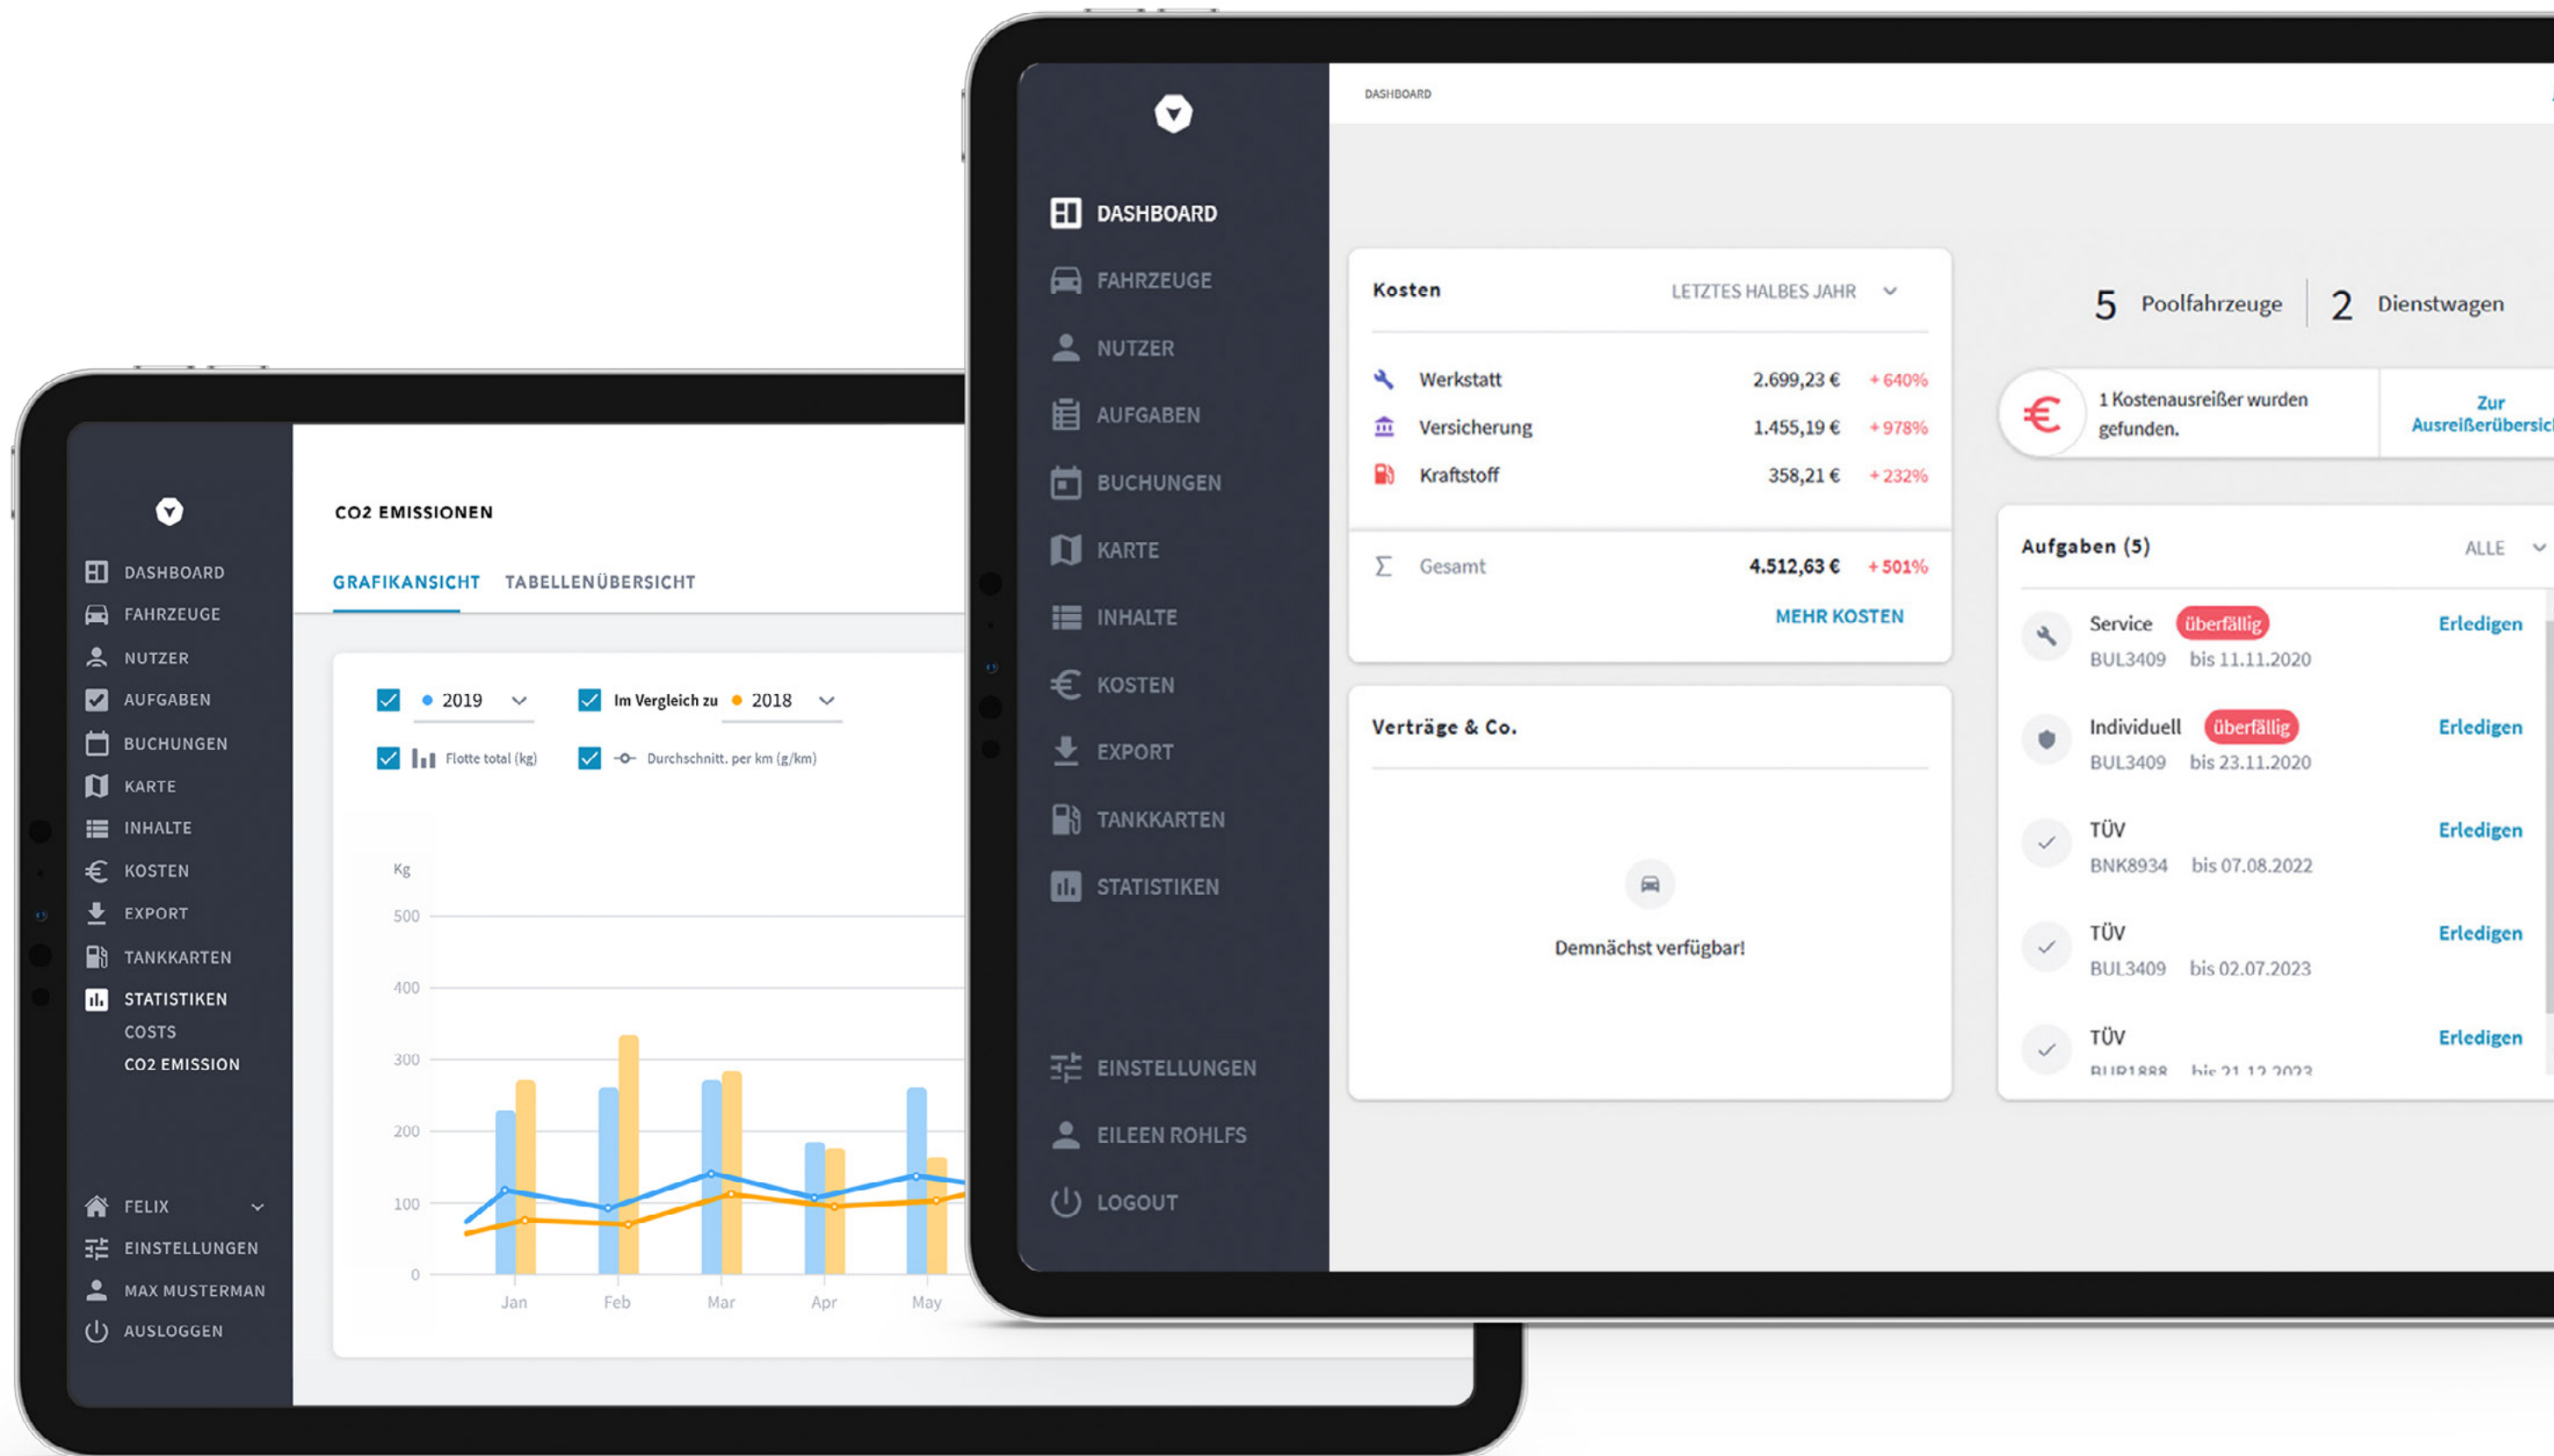 CO2 EMISSIONEN
GRAFIKANSICHT TABELLENÜBERSICHT
DASHBOARD
FAHRZEUGE
NUTZER
AUFGABEN
BUCHUNGEN
KARTE
INHALTE
KOSTEN
EXPORT
TANKKARTEN
STATISTIKEN
COSTS
CO2 EMISSION
FELIX
EINSTELLUNGEN
MAX MUSTERMAN
AUSLOGGEN
2019 Im Vergleich zu 2018
Flotte total (kg) Durchschnitt. per km (g/km)
Kg
500
400
300
200
100
0
Jan Feb Mar Apr May
DASHBOARD
DASHBOARD
FAHRZEUGE
NUTZER
AUFGABEN
BUCHUNGEN
KARTE
INHALTE
KOSTEN
EXPORT
TANKKARTEN
STATISTIKEN
EINSTELLUNGEN
EILEEN ROHLFS
LOGOUT
Kosten LETZTES HALBES JAHR
Werkstatt 2.699,23 € +640%
Versicherung 1.455,19 € +978%
Kraftstoff 358,21 € +232%
Σ Gesamt 4.512,63 € +501%
MEHR KOSTEN
Verträge & Co.
Demnächst verfügbar!
5 Poolfahrzeuge 2 Dienstwagen
€
1 Kostenausreißer wurden
gefunden.
Zur
Aufgaben (5) ALLE
Service überfällig Erledigen
BUL3409 bis 11.11.2020
Individuell überfällig Erledigen
BUL3409 bis 23.11.2020
TÜV Erledigen
BNK8934 bis 07.08.2022
TÜV Erledigen
BUL3409 bis 02.07.2023
TÜV Erledigen
BUR1888 bis 21.12.2023